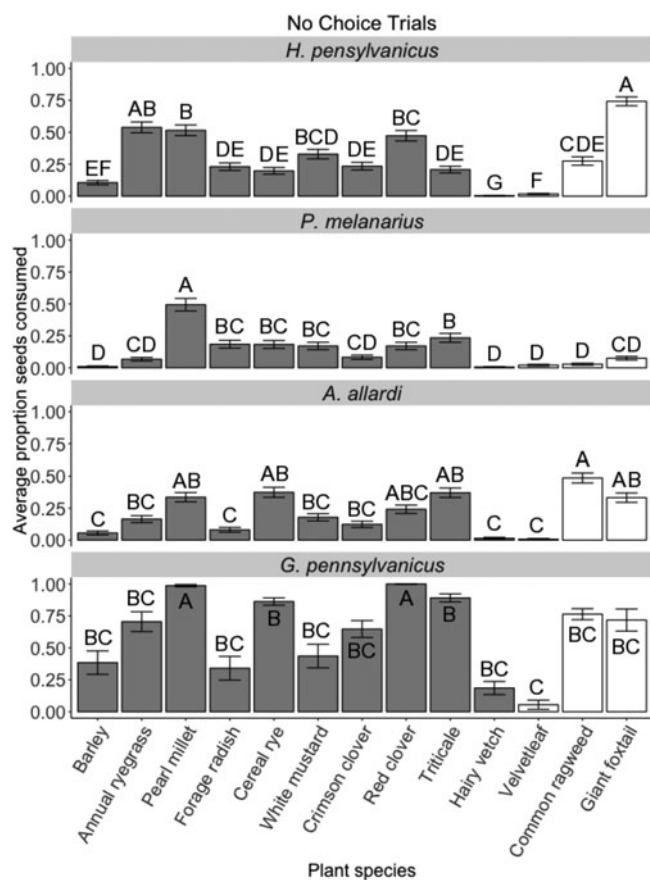 No Choice Trials
H. pensylvanicus
1.00
0.75
0.50
0.25
0.00
EF AB B DE DE BCD DE BC DE G F CDE A
P. melanarius
1.00
0.75
0.50
0.25
0.00
D CD A BC BC BC CD BC B D D D CD
A. allardi
1.00
0.75
0.50
0.25
0.00
C BC AB C AB BC BC ABC AB C C A AB
G. pennsylvanicus
1.00
0.75
0.50
0.25
0.00
BC BC A BC B BC BC A B BC C BC BC
Average proprtion seeds consumed
Barley
Annual ryegrass
Pearl millet
Forage radish
Cereal rye
White mustard
Crimson clover
Red clover
Triticale
Hairy vetch
Velvetleaf
Common ragweed
Giant foxtail
Plant species